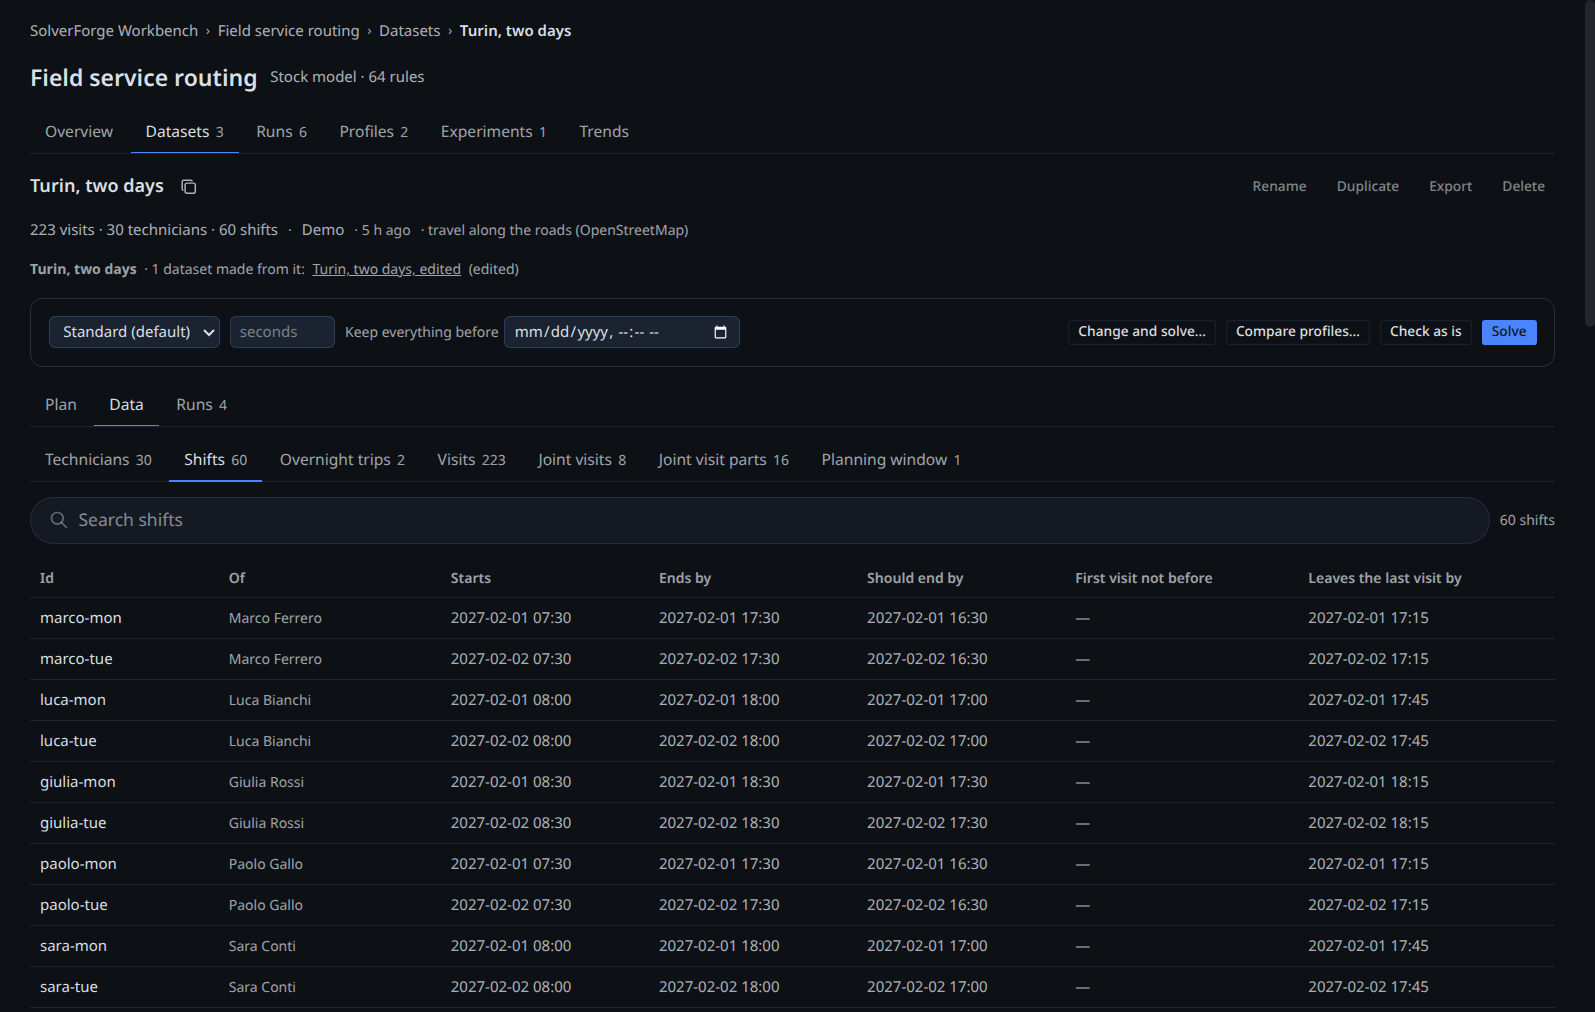 SolverForge Workbench › Field service routing › Datasets › Turin, two days
Field service routing Stock model · 64 rules
Overview Datasets 3 Runs 6 Profiles 2 Experiments 1 Trends
Turin, two days Rename Duplicate Export Delete
223 visits · 30 technicians · 60 shifts · Demo · 5 h ago · travel along the roads (OpenStreetMap)
Turin, two days · 1 dataset made from it: Turin, two days, edited (edited)
Standard (default) seconds Keep everything before mm/dd/yyyy, --:-- -- Change and solve... Compare profiles... Check as is Solve
Plan Data Runs 4
Technicians 30 Shifts 60 Overnight trips 2 Visits 223 Joint visits 8 Joint visit parts 16 Planning window 1
Search shifts 60 shifts
Id Of Starts Ends by Should end by First visit not before Leaves the last visit by
marco-mon Marco Ferrero 2027-02-01 07:30 2027-02-01 17:30 2027-02-01 16:30 — 2027-02-01 17:15
marco-tue Marco Ferrero 2027-02-02 07:30 2027-02-02 17:30 2027-02-02 16:30 — 2027-02-02 17:15
luca-mon Luca Bianchi 2027-02-01 08:00 2027-02-01 18:00 2027-02-01 17:00 — 2027-02-01 17:45
luca-tue Luca Bianchi 2027-02-02 08:00 2027-02-02 18:00 2027-02-02 17:00 — 2027-02-02 17:45
giulia-mon Giulia Rossi 2027-02-01 08:30 2027-02-01 18:30 2027-02-01 17:30 — 2027-02-01 18:15
giulia-tue Giulia Rossi 2027-02-02 08:30 2027-02-02 18:30 2027-02-02 17:30 — 2027-02-02 18:15
paolo-mon Paolo Gallo 2027-02-01 07:30 2027-02-01 17:30 2027-02-01 16:30 — 2027-02-01 17:15
paolo-tue Paolo Gallo 2027-02-02 07:30 2027-02-02 17:30 2027-02-02 16:30 — 2027-02-02 17:15
sara-mon Sara Conti 2027-02-01 08:00 2027-02-01 18:00 2027-02-01 17:00 — 2027-02-01 17:45
sara-tue Sara Conti 2027-02-02 08:00 2027-02-02 18:00 2027-02-02 17:00 — 2027-02-02 17:45